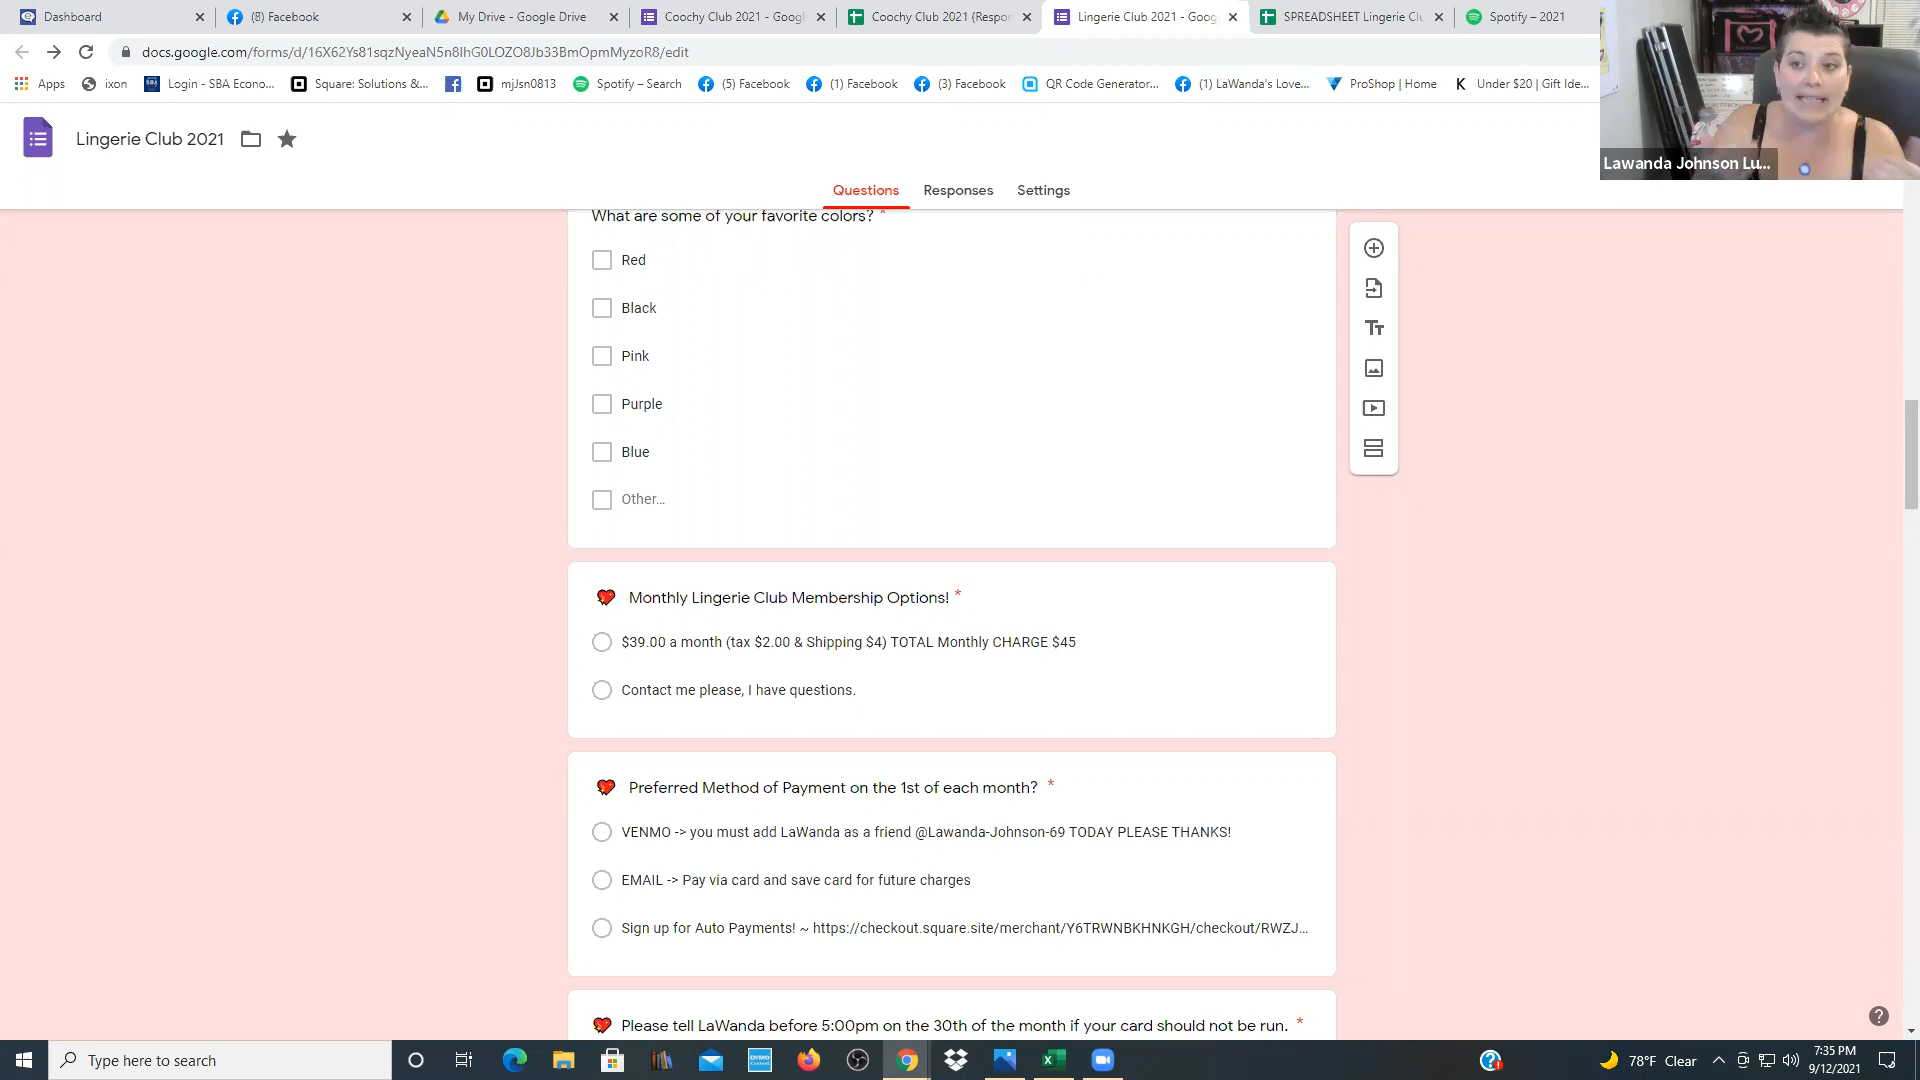 Dashboard
(8) Facebook
My Drive - Google Drive
Coochy Club 2021 - Googl
Coochy Club 2021 (Respon
Lingerie Club 2021 - Goog
SPREADSHEET Lingerie Clu
Spotify – 2021
docs.google.com/forms/d/16X62Ys81sqzNyeaN5n8IhG0LOZO8Jb33BmOpmMyzoR8/edit
Apps
ixon
Login - SBA Econo...
Square: Solutions &...
mjJsn0813
Spotify – Search
(5) Facebook
(1) Facebook
(3) Facebook
QR Code Generator...
(1) LaWanda's Love...
ProShop | Home
Under $20 | Gift Ide...
Lingerie Club 2021
Lawanda Johnson Lu...
Questions
Responses
Settings
What are some of your favorite colors? *
Red
Black
Pink
Purple
Blue
Other...
Monthly Lingerie Club Membership Options! *
$39.00 a month (tax $2.00 & Shipping $4) TOTAL Monthly CHARGE $45
Contact me please, I have questions.
Preferred Method of Payment on the 1st of each month? *
VENMO -> you must add LaWanda as a friend @Lawanda-Johnson-69 TODAY PLEASE THANKS!
EMAIL -> Pay via card and save card for future charges
Sign up for Auto Payments! ~ https://checkout.square.site/merchant/Y6TRWNBKHNKGH/checkout/RWZJ...
Please tell LaWanda before 5:00pm on the 30th of the month if your card should not be run. *
Type here to search
78°F Clear
7:35 PM
9/12/2021